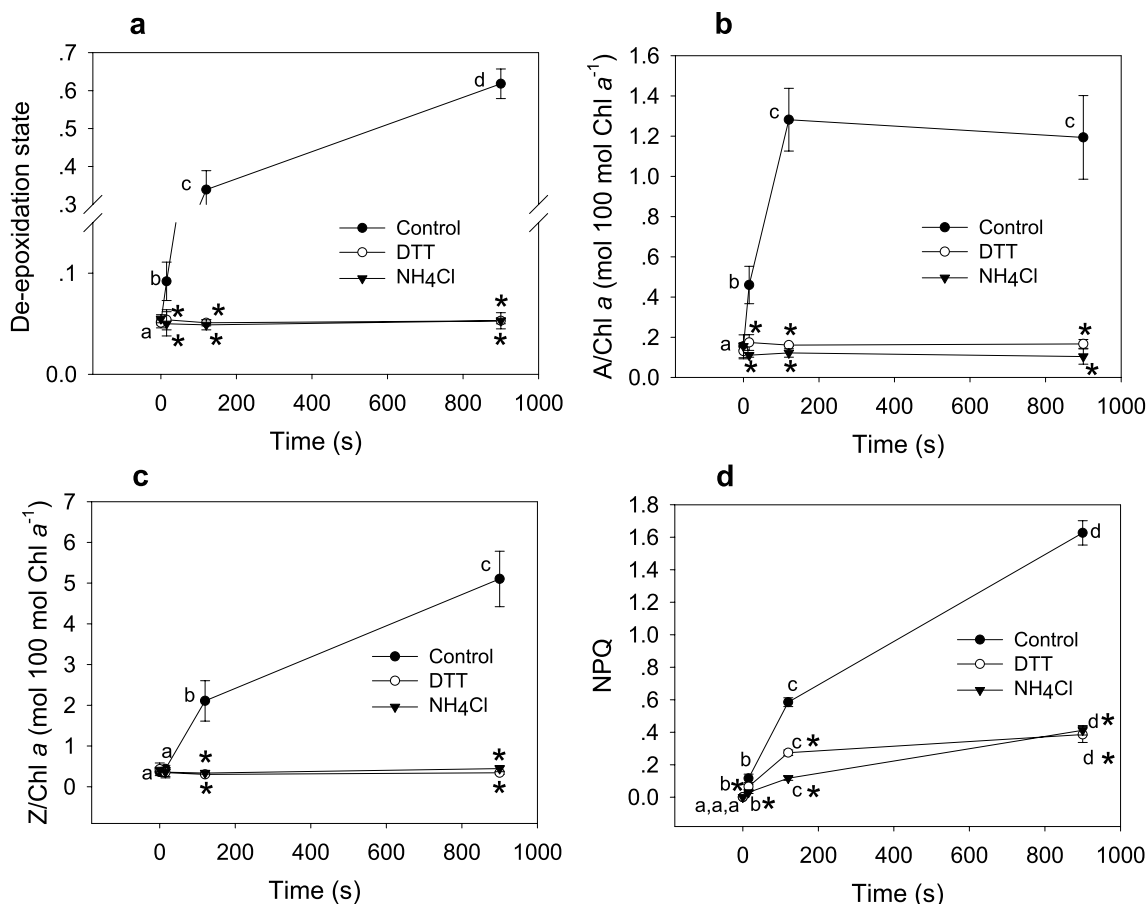 a
.7
.6
.5
.4
.3
.1
0.0
De-epoxidation state
b
c
d
a
*
*
*
*
*
*
Control
DTT
NH4Cl
0 200 400 600 800 1000
Time (s)
b
1.6
1.4
1.2
1.0
.8
.6
.4
.2
0.0
A/Chl a (mol 100 mol Chl a-1)
a
b
c
c
*
*
*
*
*
*
Control
DTT
NH4Cl
0 200 400 600 800 1000
Time (s)
c
7
6
5
4
3
2
1
0
Z/Chl a (mol 100 mol Chl a-1)
a
a
b
c
*
*
*
*
Control
DTT
NH4Cl
0 200 400 600 800 1000
Time (s)
d
1.8
1.6
1.4
1.2
1.0
.8
.6
.4
.2
0.0
NPQ
d
c
b
c*
b*
a,a,a
b*
c*
d*
d*
Control
DTT
NH4Cl
0 200 400 600 800 1000
Time (s)